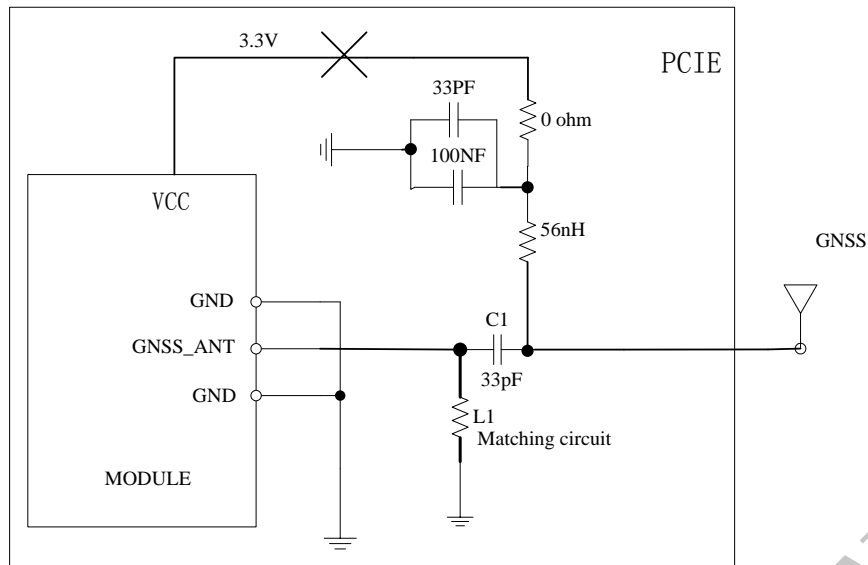 3.3V
PCIE
33PF
0 ohm
100NF
VCC
56nH
GNSS
GND
C1
GNSS_ANT
33pF
GND
L1
Matching circuit
MODULE